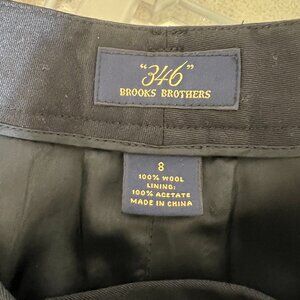 "346"
BROOKS BROTHERS
8
100% WOOL
LINING:
100% ACETATE
MADE IN CHINA